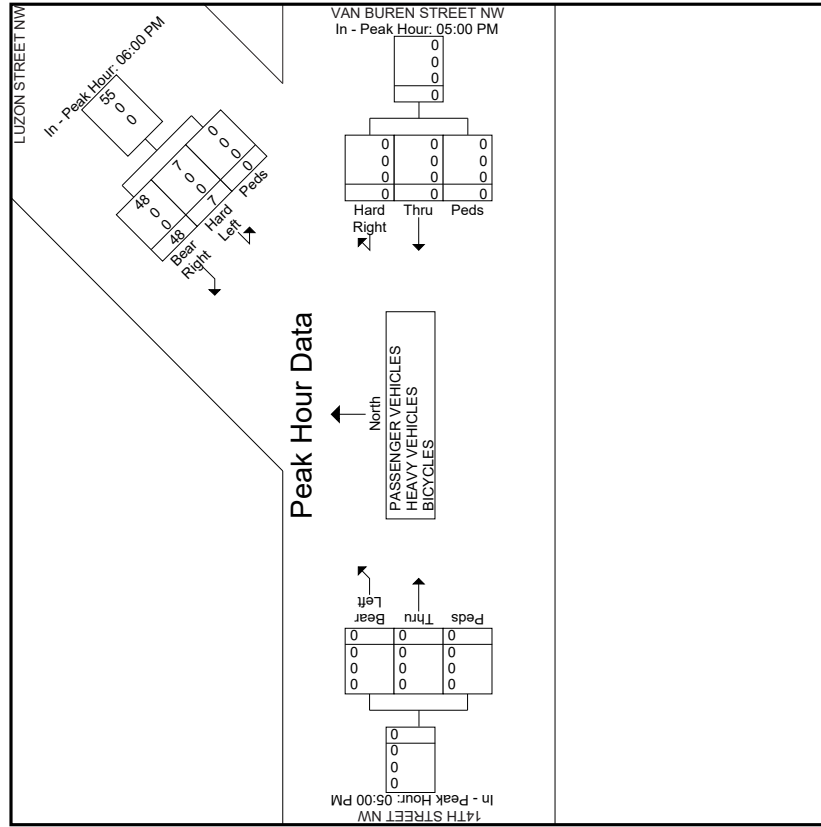 LUZON STREET NW
In - Peak Hour: 06:00 PM
55
0
0
48 7 0
0 0 0
0 0 0
48 7 0
Bear Right
Hard Left
Peds
VAN BUREN STREET NW
In - Peak Hour: 05:00 PM
0
0
0
0
0 0 0
0 0 0
0 0 0
0 0 0
Hard Thru Peds
Right
Peak Hour Data
North
PASSENGER VEHICLES
HEAVY VEHICLES
BICYCLES
Bear Left
Thru
Peds
0 0 0
0 0 0
0 0 0
0 0 0
0
0
0
0
In - Peak Hour: 05:00 PM
14TH STREET NW